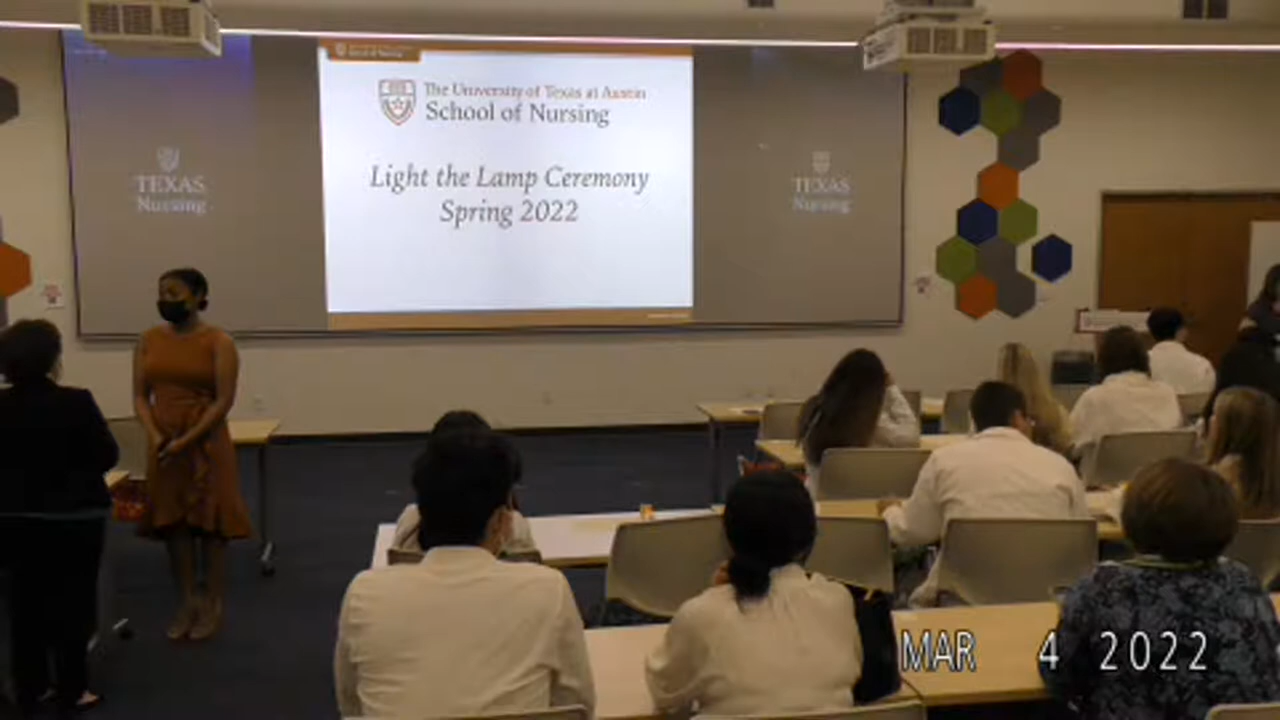 The University of Texas at Austin
School of Nursing
Light the Lamp Ceremony
Spring 2022
TEXAS
Nursing
TEXAS
Nursing
MAR 4 2022